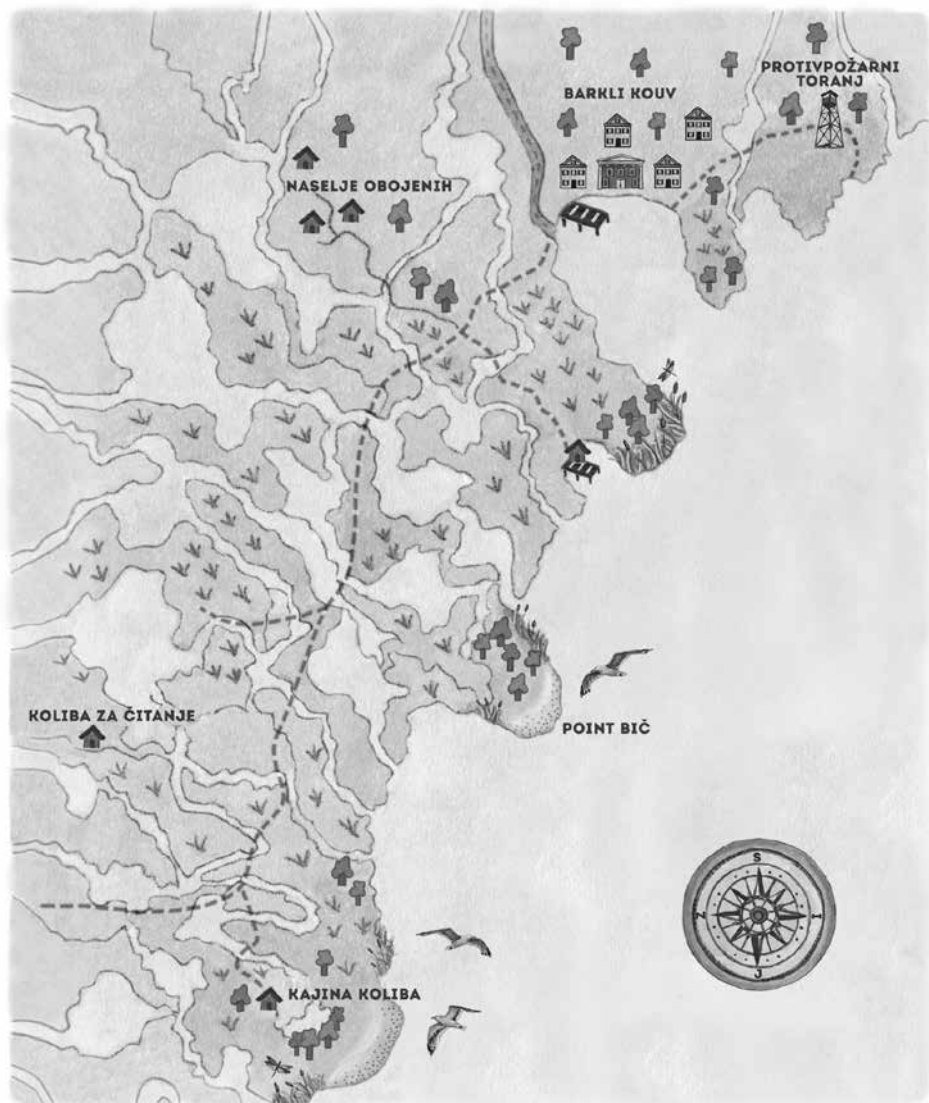 BARKLI KOUV
PROTIVPOŽARNI
TORANJ
NASELJE OBOJENIH
KOLIBA ZA ČITANJE
POINT BIČ
S
Z
I
J
KAJINA KOLIBA